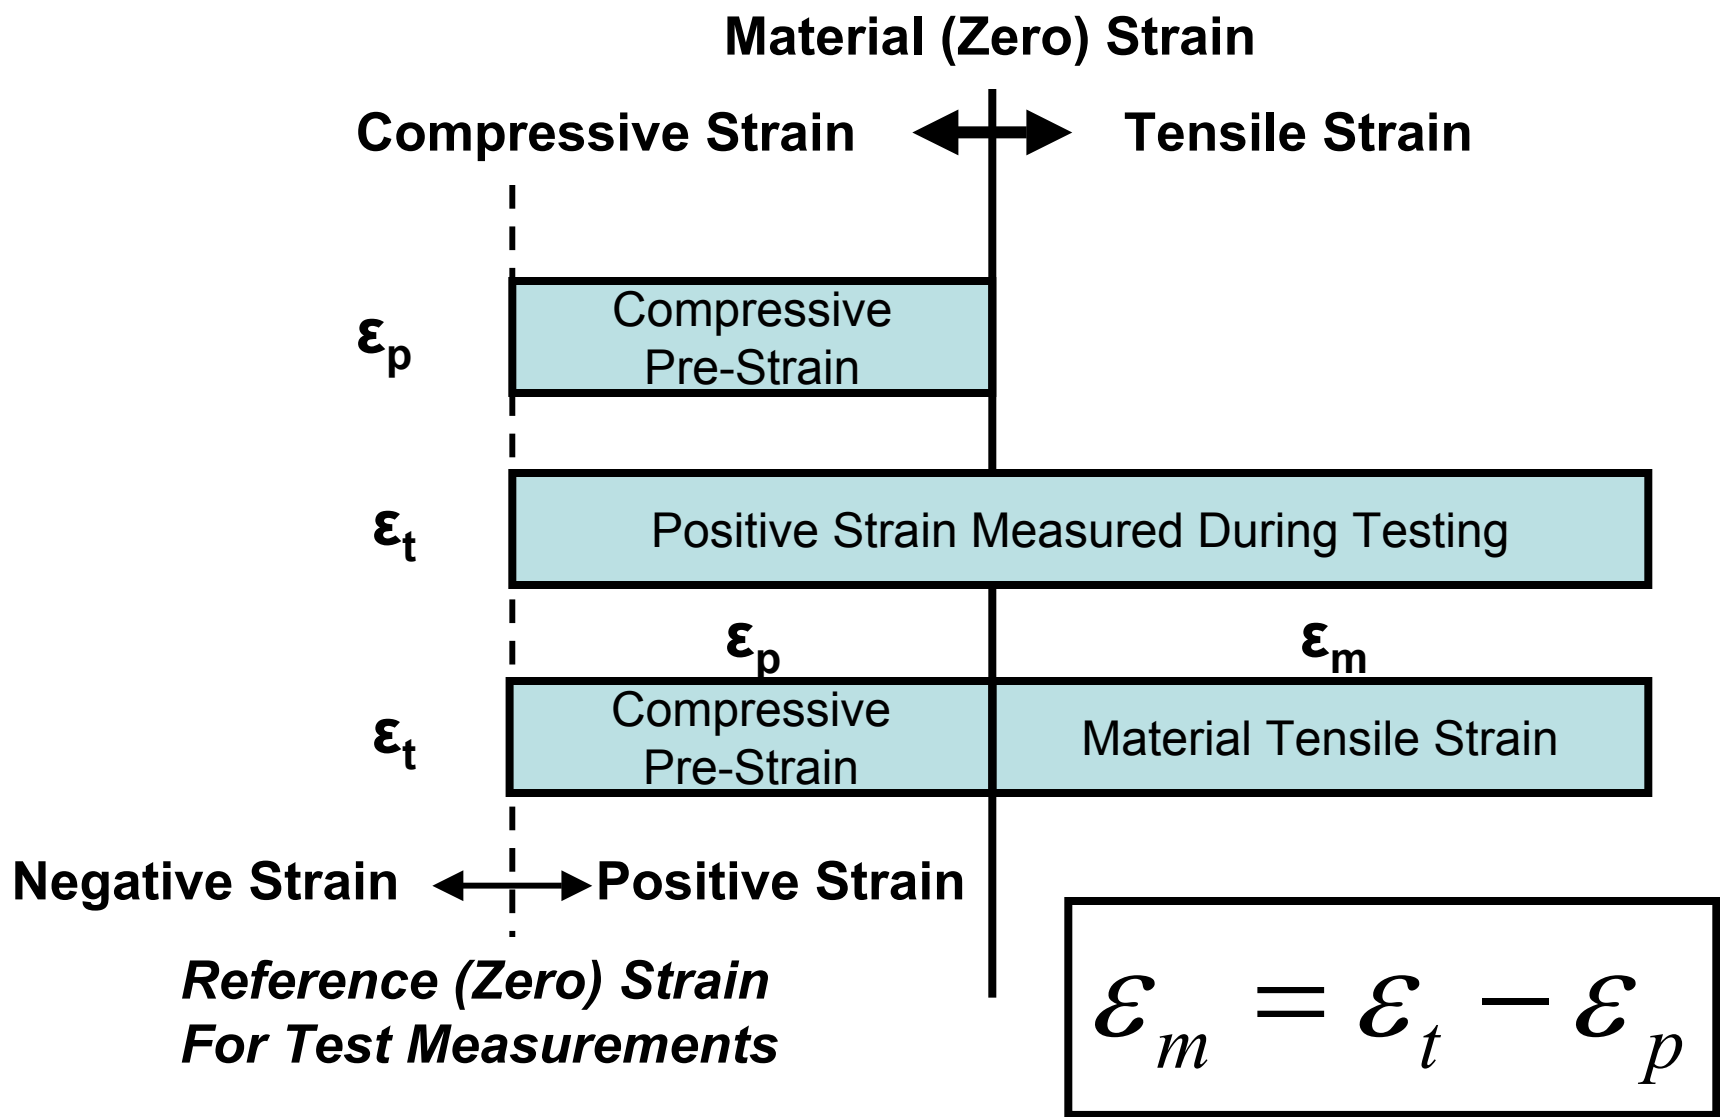 Material (Zero) Strain
Compressive Strain
Tensile Strain
εp
Compressive
Pre-Strain
εt
Positive Strain Measured During Testing
εp
εm
εt
Compressive
Pre-Strain
Material Tensile Strain
Negative Strain
Positive Strain
Reference (Zero) Strain
For Test Measurements
εm = εt − εp